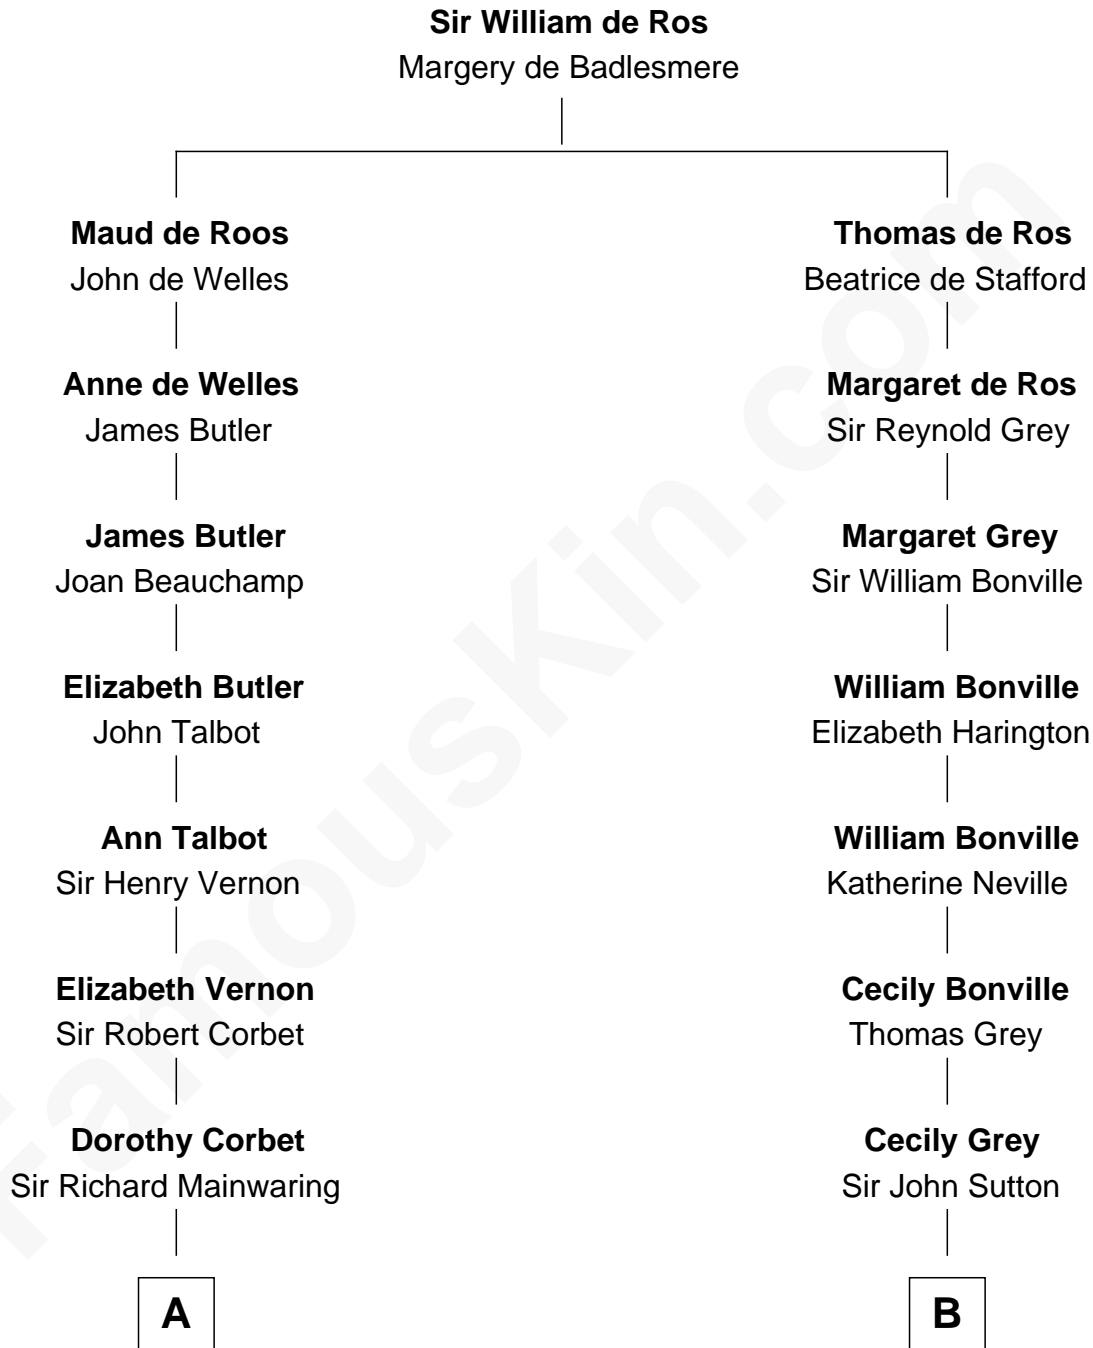 Sir William de Ros
Margery de Badlesmere
Maud de Roos
John de Welles
Thomas de Ros
Beatrice de Stafford
Anne de Welles
James Butler
Margaret de Ros
Sir Reynold Grey
James Butler
Joan Beauchamp
Margaret Grey
Sir William Bonville
Elizabeth Butler
John Talbot
William Bonville
Elizabeth Harington
Ann Talbot
Sir Henry Vernon
William Bonville
Katherine Neville
Elizabeth Vernon
Sir Robert Corbet
Cecily Bonville
Thomas Grey
Dorothy Corbet
Sir Richard Mainwaring
Cecily Grey
Sir John Sutton
A
B
FamousKin.com